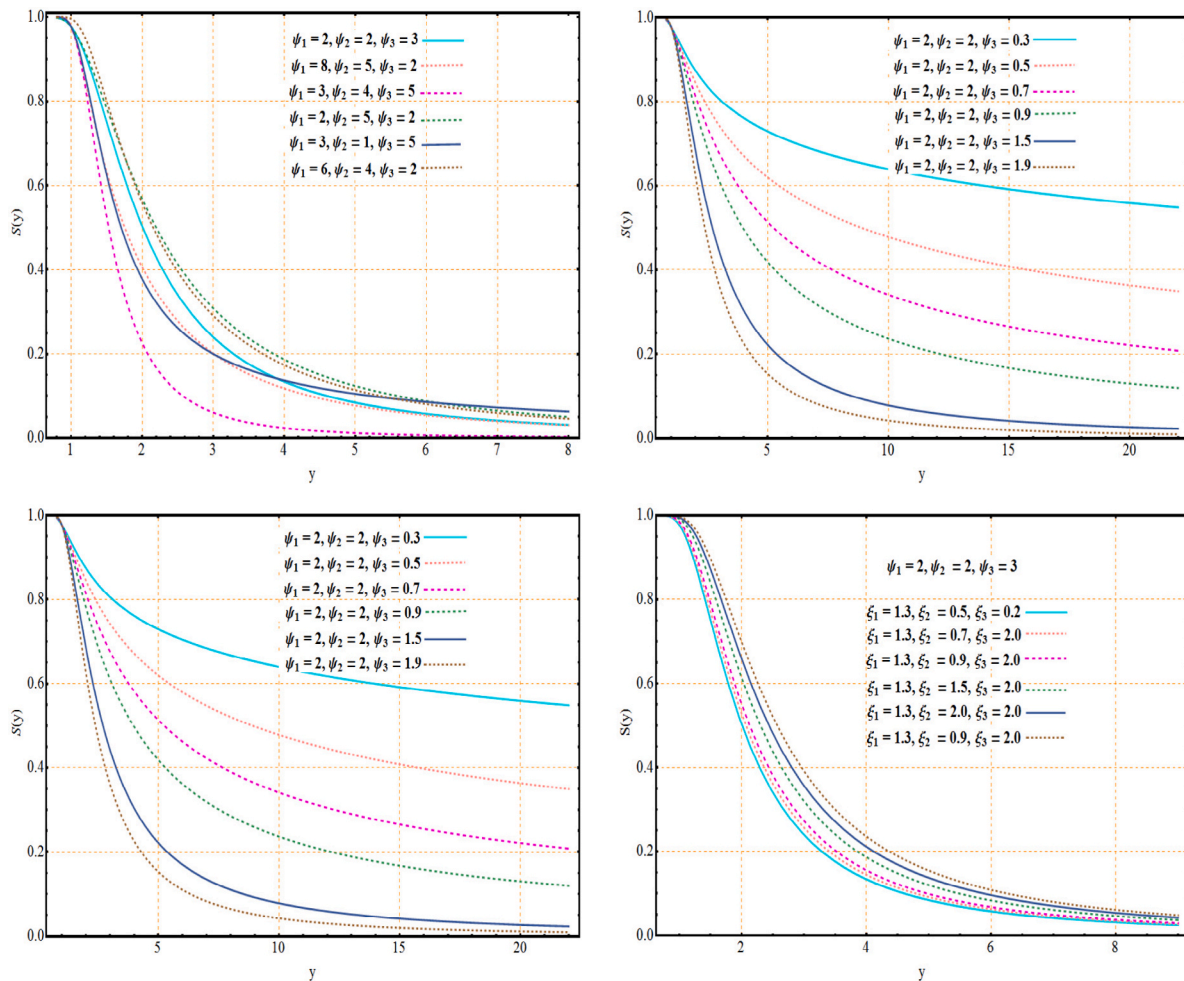 ψ₁ = 2, ψ₂ = 2, ψ₃ = 3
ψ₁ = 8, ψ₂ = 5, ψ₃ = 2
ψ₁ = 3, ψ₂ = 4, ψ₃ = 5
ψ₁ = 2, ψ₂ = 5, ψ₃ = 2
ψ₁ = 3, ψ₂ = 1, ψ₃ = 5
ψ₁ = 6, ψ₂ = 4, ψ₃ = 2
1.0
0.8
0.6
0.4
0.2
0.0
S(y)
1 2 3 4 5 6 7 8
y
ψ₁ = 2, ψ₂ = 2, ψ₃ = 0.3
ψ₁ = 2, ψ₂ = 2, ψ₃ = 0.5
ψ₁ = 2, ψ₂ = 2, ψ₃ = 0.7
ψ₁ = 2, ψ₂ = 2, ψ₃ = 0.9
ψ₁ = 2, ψ₂ = 2, ψ₃ = 1.5
ψ₁ = 2, ψ₂ = 2, ψ₃ = 1.9
1.0
0.8
0.6
0.4
0.2
0.0
S(y)
5 10 15 20
y
ψ₁ = 2, ψ₂ = 2, ψ₃ = 0.3
ψ₁ = 2, ψ₂ = 2, ψ₃ = 0.5
ψ₁ = 2, ψ₂ = 2, ψ₃ = 0.7
ψ₁ = 2, ψ₂ = 2, ψ₃ = 0.9
ψ₁ = 2, ψ₂ = 2, ψ₃ = 1.5
ψ₁ = 2, ψ₂ = 2, ψ₃ = 1.9
1.0
0.8
0.6
0.4
0.2
0.0
S(y)
5 10 15 20
y
ψ₁ = 2, ψ₂ = 2, ψ₃ = 3
ξ₁ = 1.3, ξ₂ = 0.5, ξ₃ = 0.2
ξ₁ = 1.3, ξ₂ = 0.7, ξ₃ = 2.0
ξ₁ = 1.3, ξ₂ = 0.9, ξ₃ = 2.0
ξ₁ = 1.3, ξ₂ = 1.5, ξ₃ = 2.0
ξ₁ = 1.3, ξ₂ = 2.0, ξ₃ = 2.0
ξ₁ = 1.3, ξ₂ = 0.9, ξ₃ = 2.0
1.0
0.8
0.6
0.4
0.2
0.0
S(y)
2 4 6 8
y